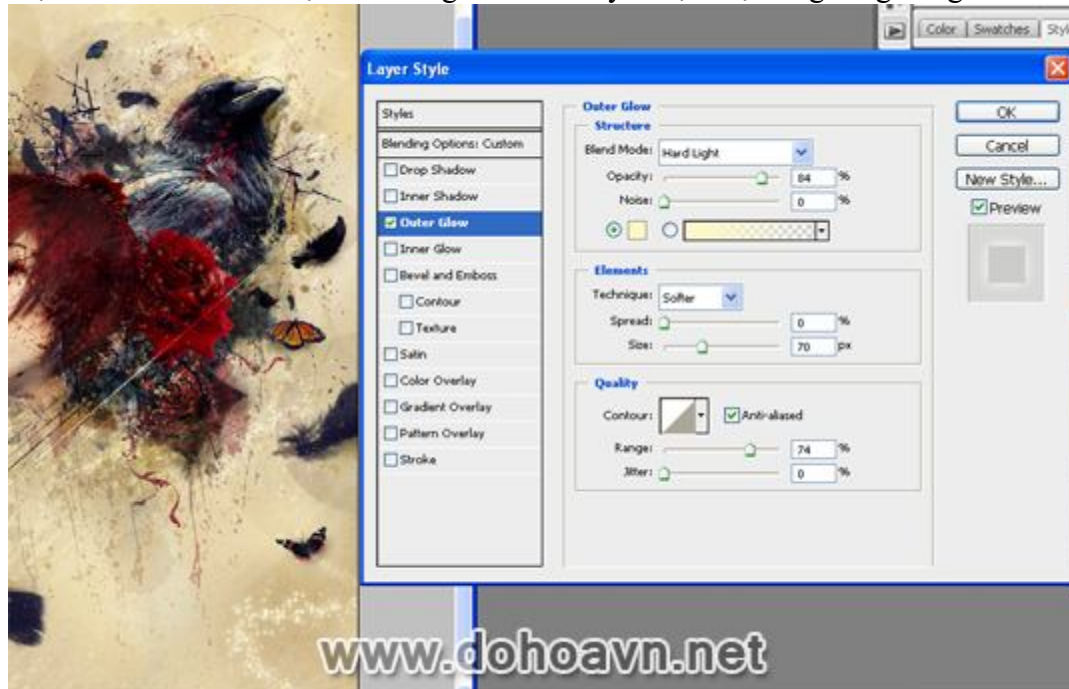 Color | Swatches | Styl
Layer Style
Styles
Blending Options: Custom
Drop Shadow
Inner Shadow
Outer Glow
Inner Glow
Bevel and Emboss
Contour
Texture
Satin
Color Overlay
Gradient Overlay
Pattern Overlay
Stroke
Outer Glow
Structure
Blend Mode: Hard Light
Opacity: 84 %
Noise: 0 %
Elements
Technique: Softer
Spread: 0 %
Size: 70 px
Quality
Contour: Anti-aliased
Range: 74 %
Jitter: 0 %
OK
Cancel
New Style...
Preview
www.dohoavn.net